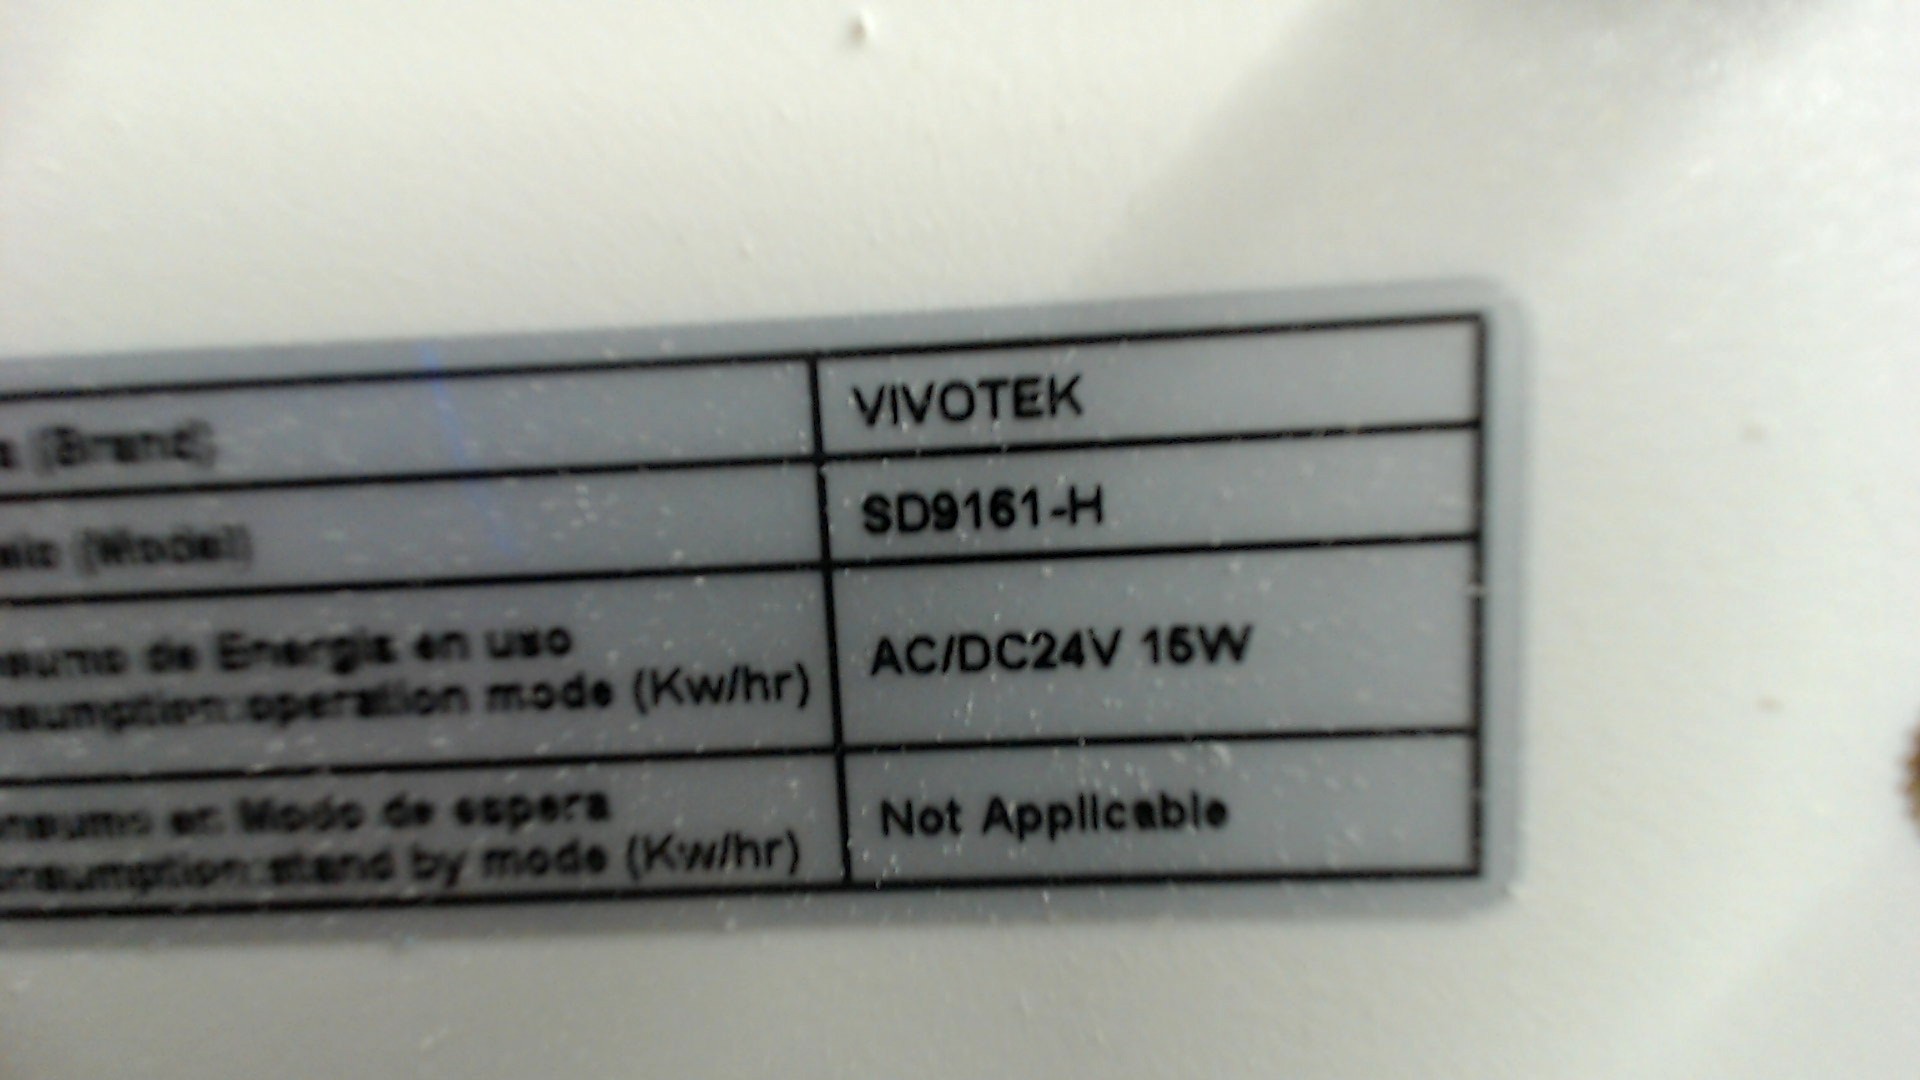 (Brand) VIVOTEK
(Model) SD9161-H
de Energia en uso
operation mode (Kw/hr) AC/DC24V 15W
en Modo de espera
stand by mode (Kw/hr) Not Applicable